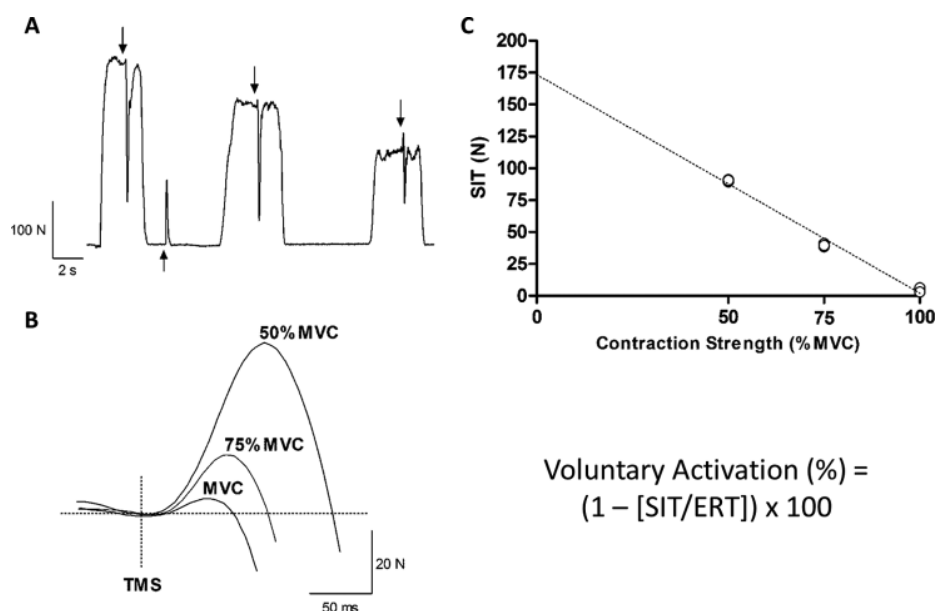 A
100 N
2 s
B
50% MVC
75% MVC
MVC
TMS
20 N
50 ms
C
200
175
150
125
100
75
50
25
0
SIT (N)
0 50 75 100
Contraction Strength (% MVC)
Voluntary Activation (%) =
(1 – [SIT/ERT]) x 100